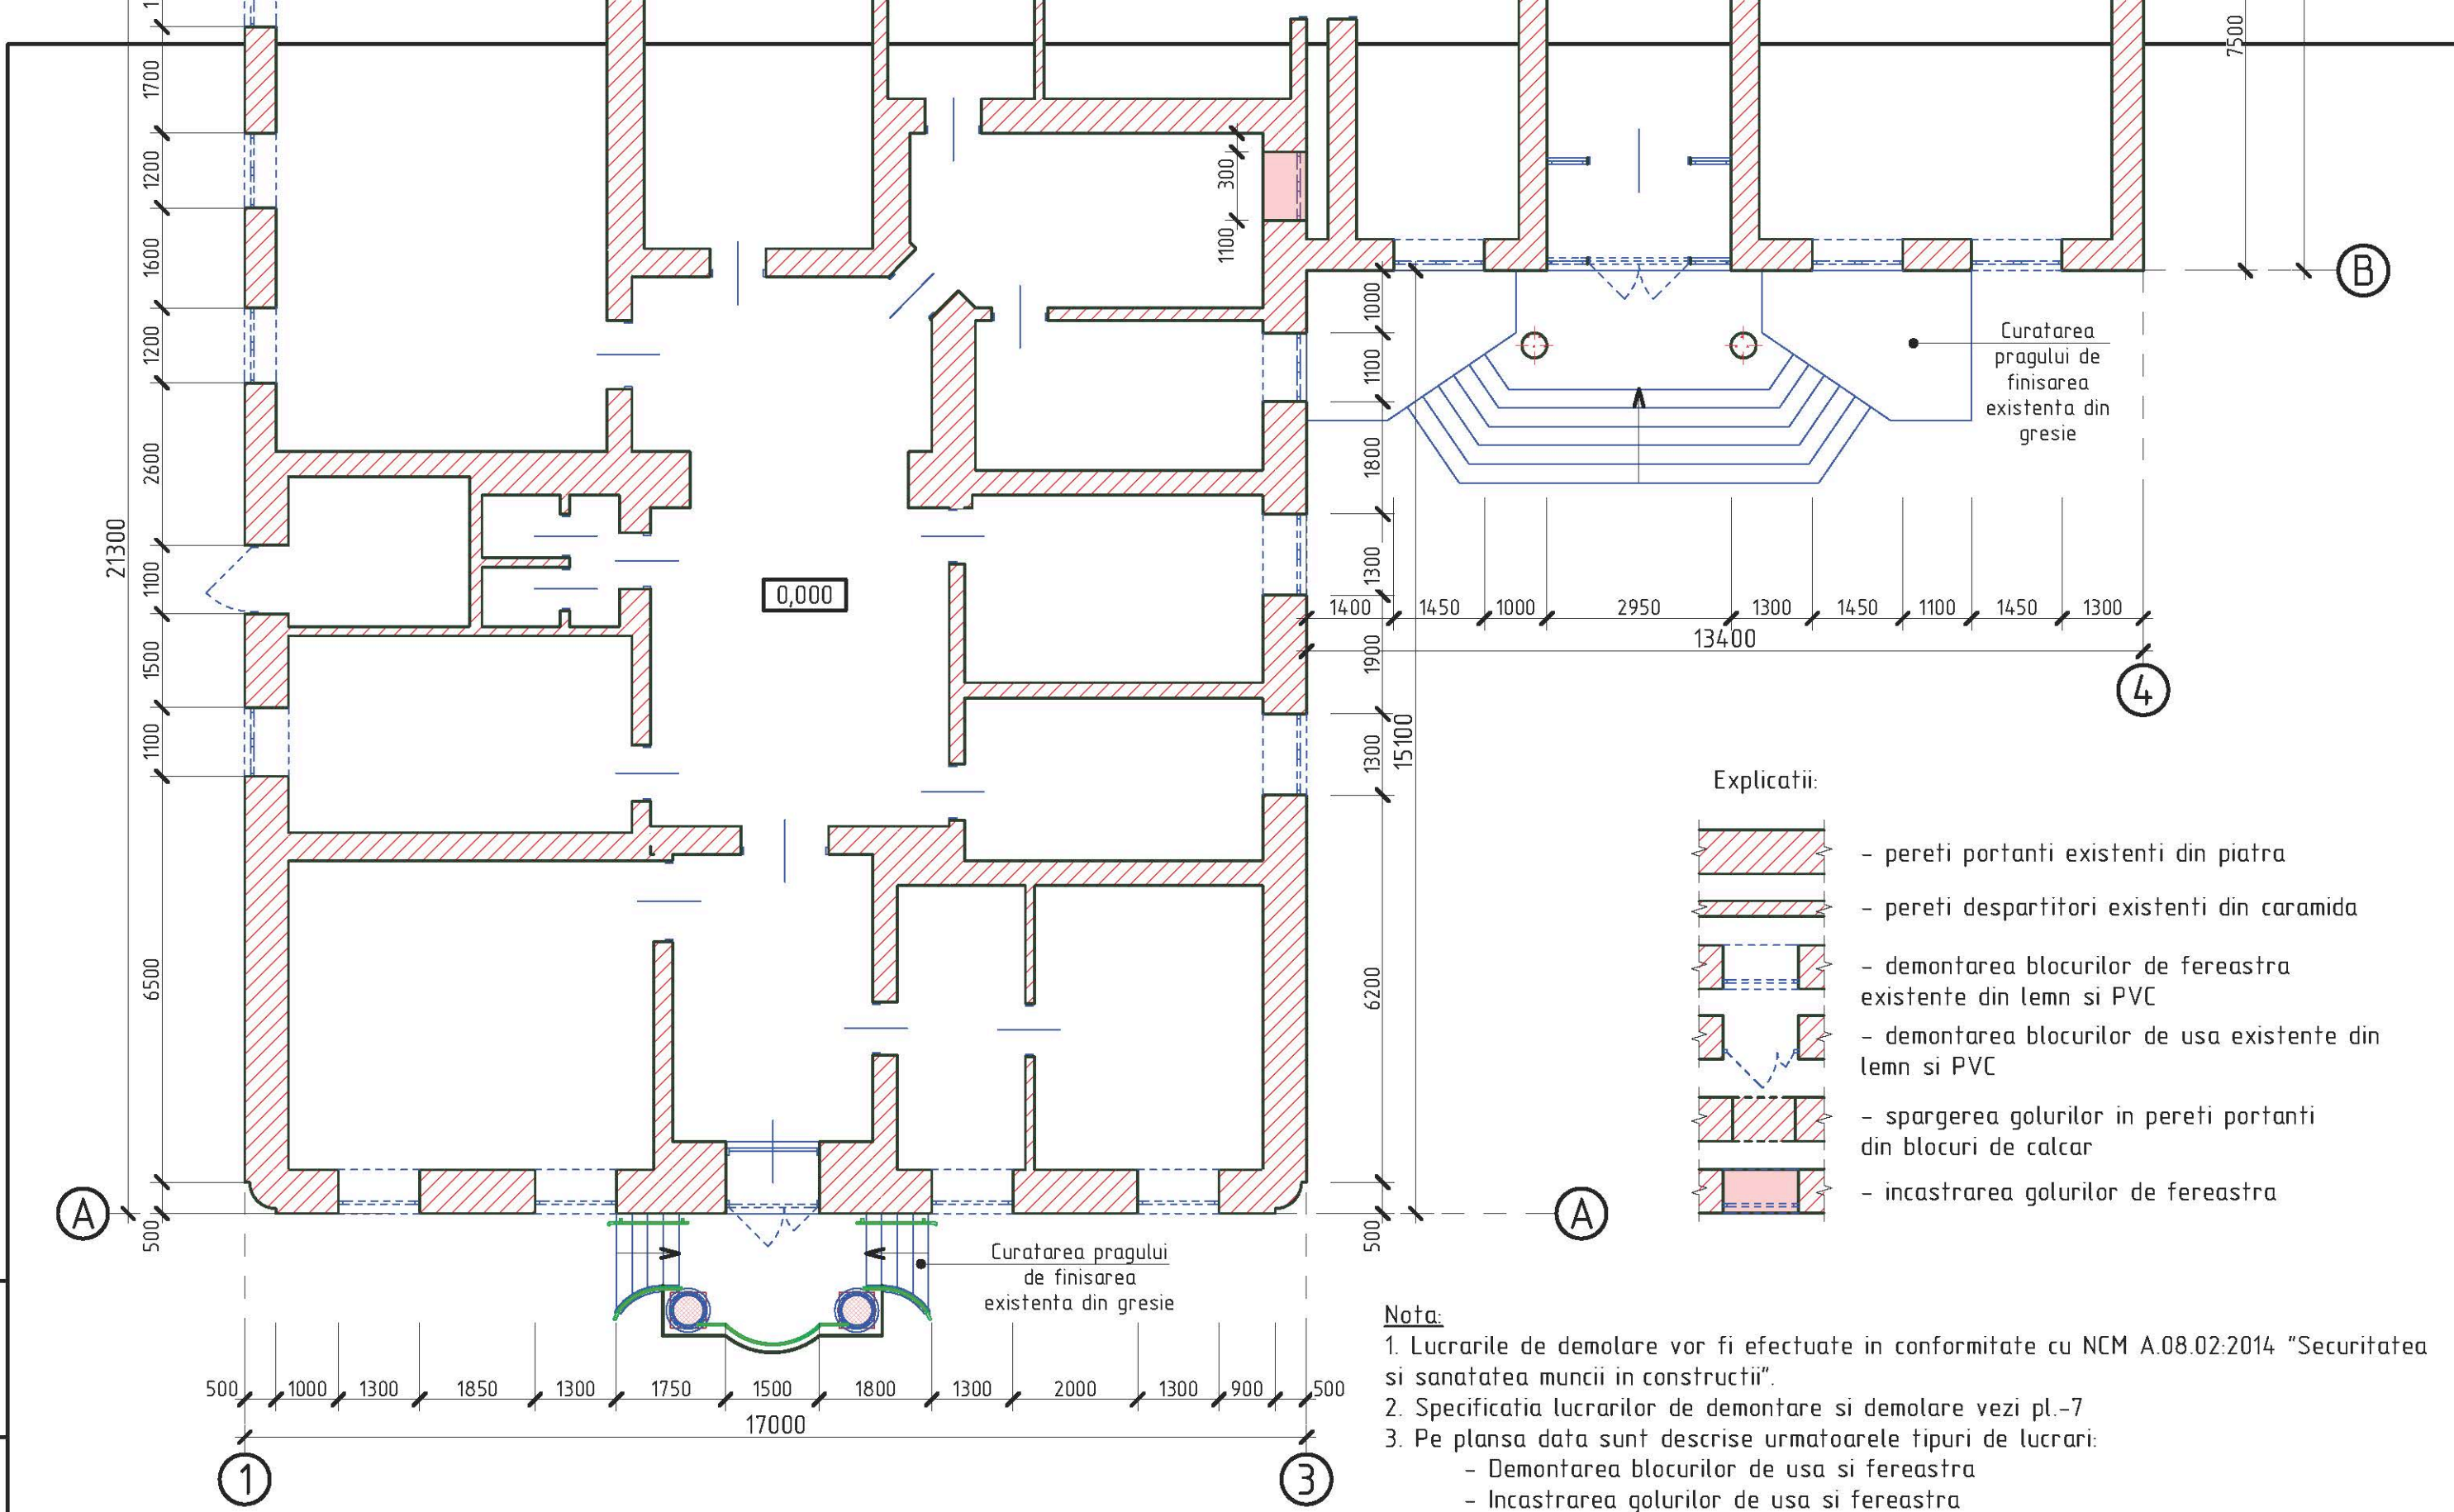 1700
1200
1600
1200
2600
1100
1500
1100
6500
500
21300
300
1100
0,000
7500
B
1000
1100
1800
1300
1900
1300
6200
500
15100
Curatarea
pragului de
finisarea
existenta din
gresie
1400 1450 1000 2950 1300 1450 1100 1450 1300
13400
4
Explicatii:
- pereti portanti existenti din piatra
- pereti despartitori existenti din caramida
- demontarea blocurilor de fereastra
existente din lemn si PVC
- demontarea blocurilor de usa existente din
lemn si PVC
- spargerea golurilor in pereti portanti
din blocuri de calcar
- incastrarea golurilor de fereastra
A
A
Curatarea pragului
de finisarea
existenta din gresie
500 1000 1300 1850 1300 1750 1500 1800 1300 2000 1300 900 500
17000
1
3
Nota:
1. Lucrarile de demolare vor fi efectuate in conformitate cu NCM A.08.02:2014 "Securitatea
si sanatatea muncii in constructii".
2. Specificatia lucrarilor de demontare si demolare vezi pl.-7
3. Pe plansa data sunt descrise urmatoarele tipuri de lucrari:
- Demontarea blocurilor de usa si fereastra
- Incastrarea golurilor de usa si fereastra